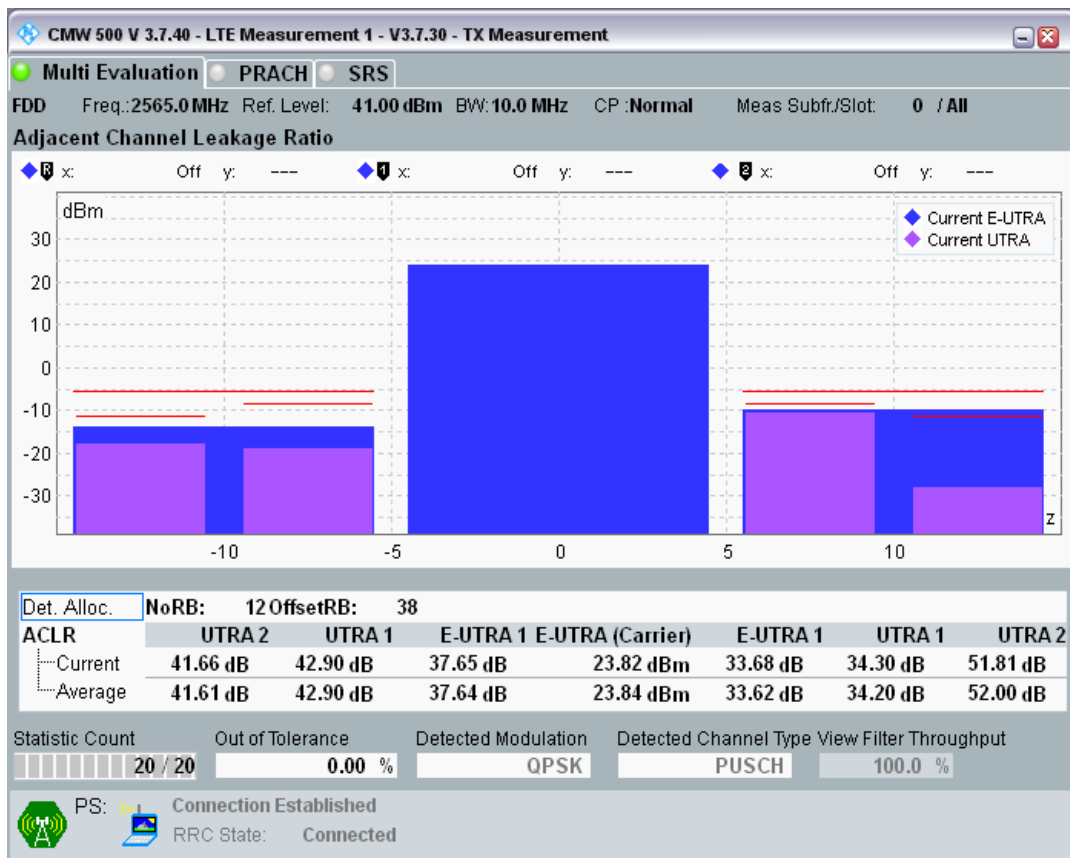 CMW 500 V 3.7.40 - LTE Measurement 1 - V3.7.30 - TX Measurement
Multi Evaluation PRACH SRS
FDD Freq.:2565.0 MHz Ref. Level: 41.00 dBm BW:10.0 MHz CP :Normal Meas Subfr./Slot: 0 / All
Adjacent Channel Leakage Ratio
R x: Off y: --- 1 x: Off y: --- 2 x: Off y: ---
dBm
Current E-UTRA
Current UTRA
30
20
10
0
-10
-20
-30
z
-10 -5 0 5 10
Det. Alloc. NoRB: 12 OffsetRB: 38
ACLR UTRA 2 UTRA 1 E-UTRA 1 E-UTRA (Carrier) E-UTRA 1 UTRA 1 UTRA 2
Current 41.66 dB 42.90 dB 37.65 dB 23.82 dBm 33.68 dB 34.30 dB 51.81 dB
Average 41.61 dB 42.90 dB 37.64 dB 23.84 dBm 33.62 dB 34.20 dB 52.00 dB
Statistic Count Out of Tolerance Detected Modulation Detected Channel Type View Filter Throughput
20 / 20 0.00 % QPSK PUSCH 100.0 %
PS: Connection Established
RRC State: Connected